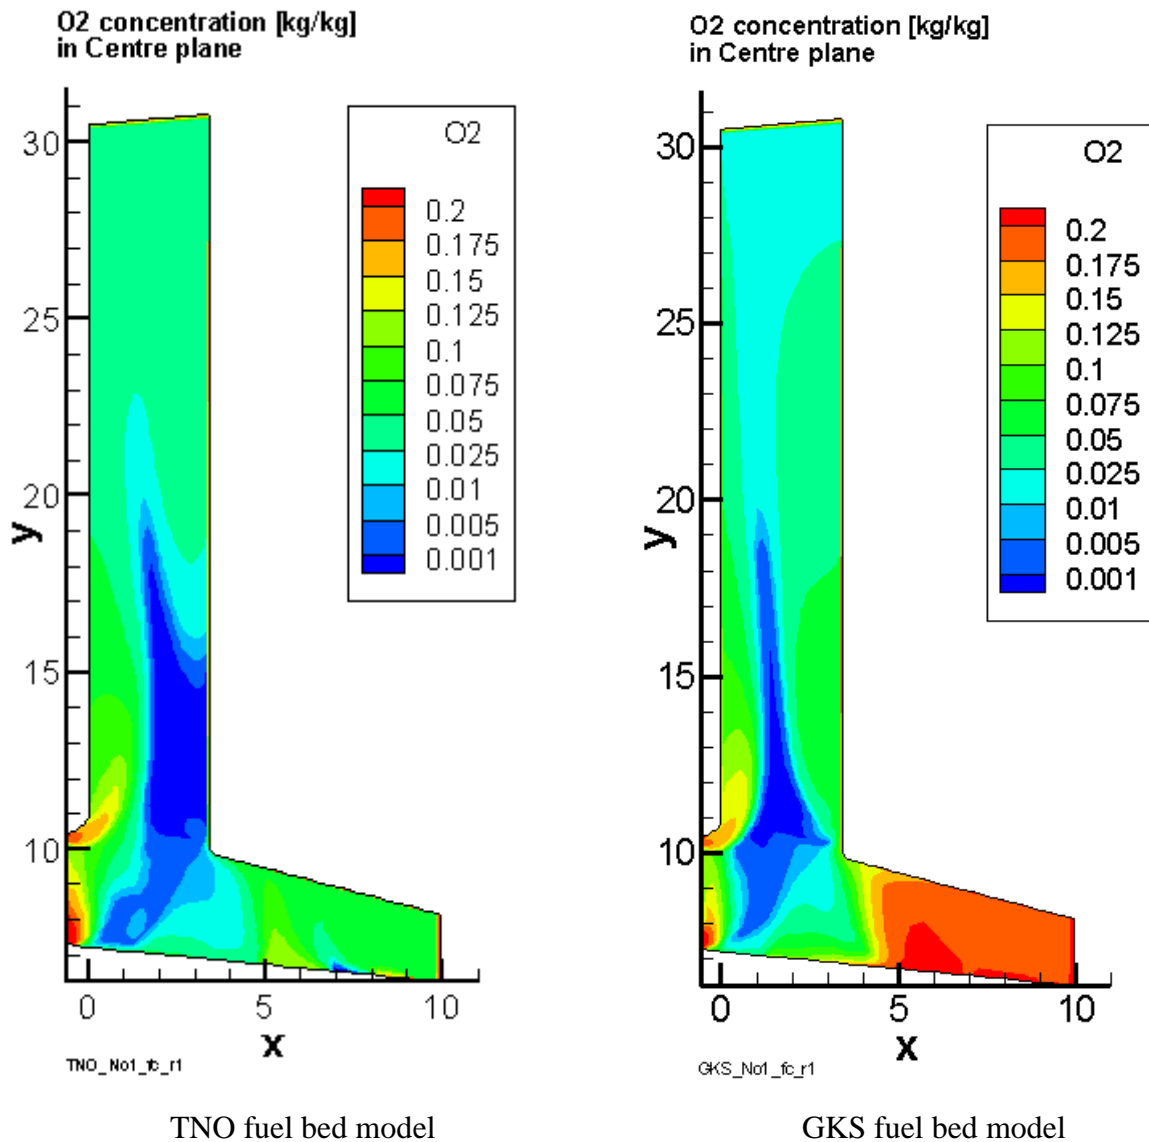 O2 concentration [kg/kg]
in Centre plane
O2
0.2
0.175
0.15
0.125
0.1
0.075
0.05
0.025
0.01
0.005
0.001
30
25
20
15
10
y
0
5
10
x
TNO_No1_fc_r1
TNO fuel bed model
O2 concentration [kg/kg]
in Centre plane
O2
0.2
0.175
0.15
0.125
0.1
0.075
0.05
0.025
0.01
0.005
0.001
30
25
20
15
10
y
0
5
10
x
GKS_No1_fc_r1
GKS fuel bed model